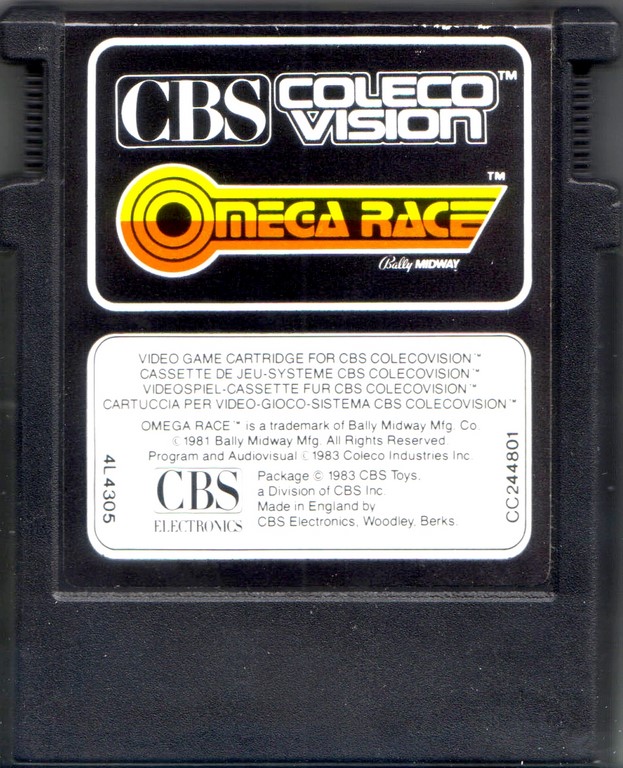 CBS COLECO VISION™
OMEGA RACE™
Bally MIDWAY
VIDEO GAME CARTRIDGE FOR CBS COLECOVISION™
CASSETTE DE JEU-SYSTEME CBS COLECOVISION™
VIDEOSPIEL-CASSETTE FUR CBS COLECOVISION™
CARTUCCIA PER VIDEO-GIOCO-SISTEMA CBS COLECOVISION™
OMEGA RACE™ is a trademark of Bally Midway Mfg. Co.
© 1981 Bally Midway Mfg. All Rights Reserved.
Program and Audiovisual © 1983 Coleco Industries Inc.
4L4305
CBS
ELECTRONICS
Package © 1983 CBS Toys.
a Division of CBS Inc.
Made in England by
CBS Electronics, Woodley, Berks.
CC244801